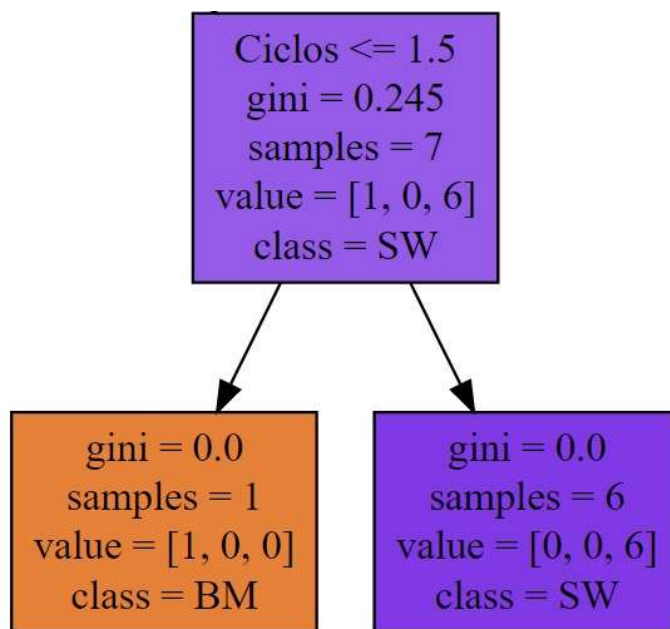 Ciclos <= 1.5
gini = 0.245
samples = 7
value = [1, 0, 6]
class = SW
gini = 0.0
samples = 1
value = [1, 0, 0]
class = BM
gini = 0.0
samples = 6
value = [0, 0, 6]
class = SW